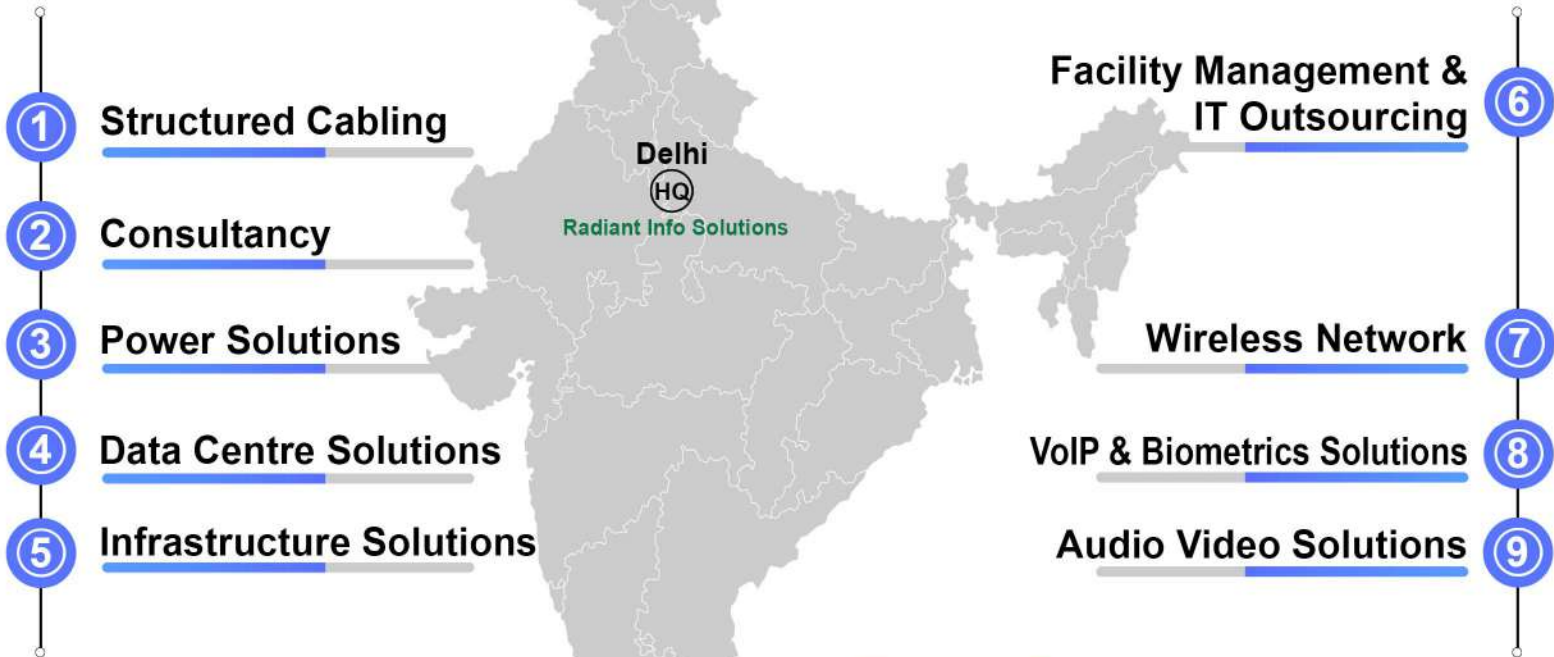 1 Structured Cabling
2 Consultancy
3 Power Solutions
4 Data Centre Solutions
5 Infrastructure Solutions
Delhi
HQ
Radiant Info Solutions
Facility Management &
IT Outsourcing 6
Wireless Network 7
VoIP & Biometrics Solutions 8
Audio Video Solutions 9